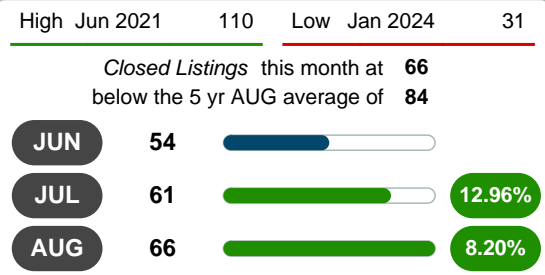 High Jun 2021 110 Low Jan 2024 31
Closed Listings this month at 66
below the 5 yr AUG average of 84
JUN 54
JUL 61 12.96%
AUG 66 8.20%